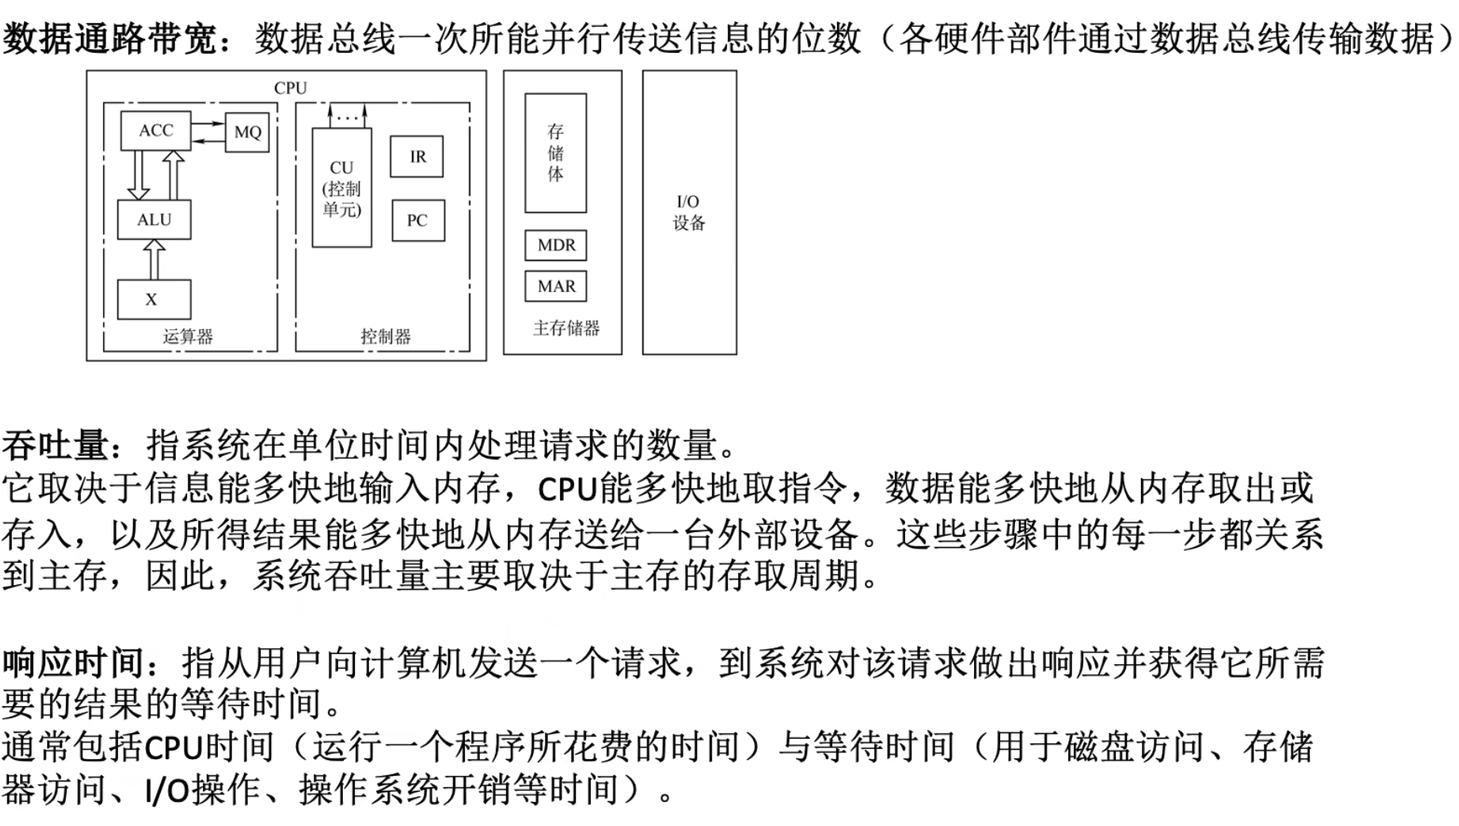 数据通路带宽：数据总线一次所能并行传送信息的位数（各硬件部件通过数据总线传输数据）
CPU
ACC
MQ
ALU
X
运算器
...
CU
(控制
单元)
IR
PC
控制器
存
储
体
MDR
MAR
主存储器
I/O
设备
吞吐量：指系统在单位时间内处理请求的数量。
它取决于信息能多快地输入内存，CPU能多快地取指令，数据能多快地从内存取出或
存入，以及所得结果能多快地从内存送给一台外部设备。这些步骤中的每一步都关系
到主存，因此，系统吞吐量主要取决于主存的存取周期。
响应时间：指从用户向计算机发送一个请求，到系统对该请求做出响应并获得它所需
要的结果的等待时间。
通常包括CPU时间（运行一个程序所花费的时间）与等待时间（用于磁盘访问、存储
器访问、I/O操作、操作系统开销等时间）。